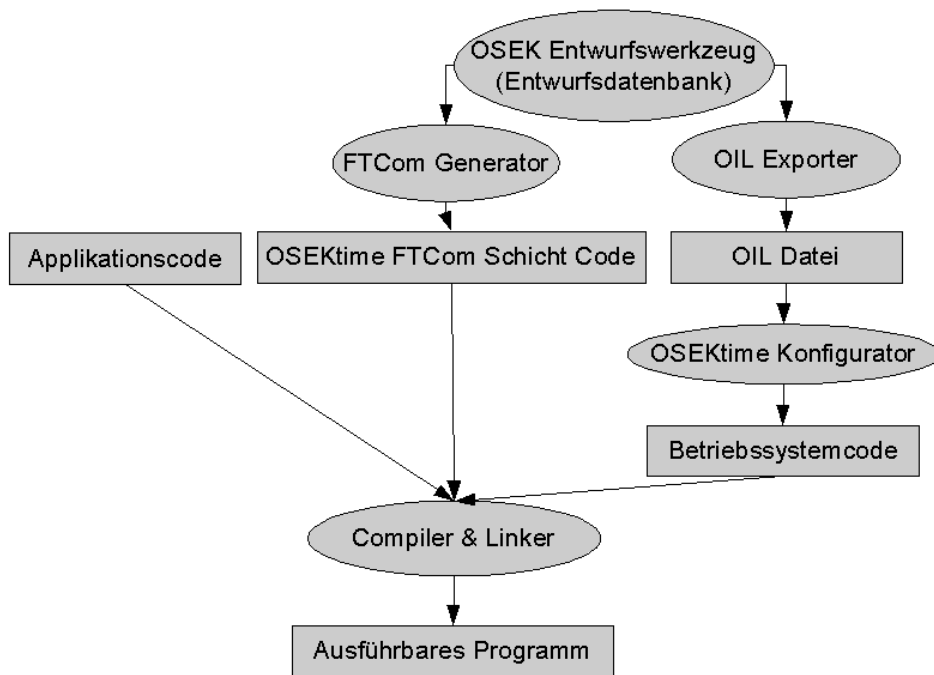 OSEK Entwurfswerkzeug
(Entwurfsdatenbank)
FTCom Generator
OIL Exporter
Applikationscode
OSEKtime FTCom Schicht Code
OIL Datei
OSEKtime Konfigurator
Betriebssystemcode
Compiler & Linker
Ausführbares Programm